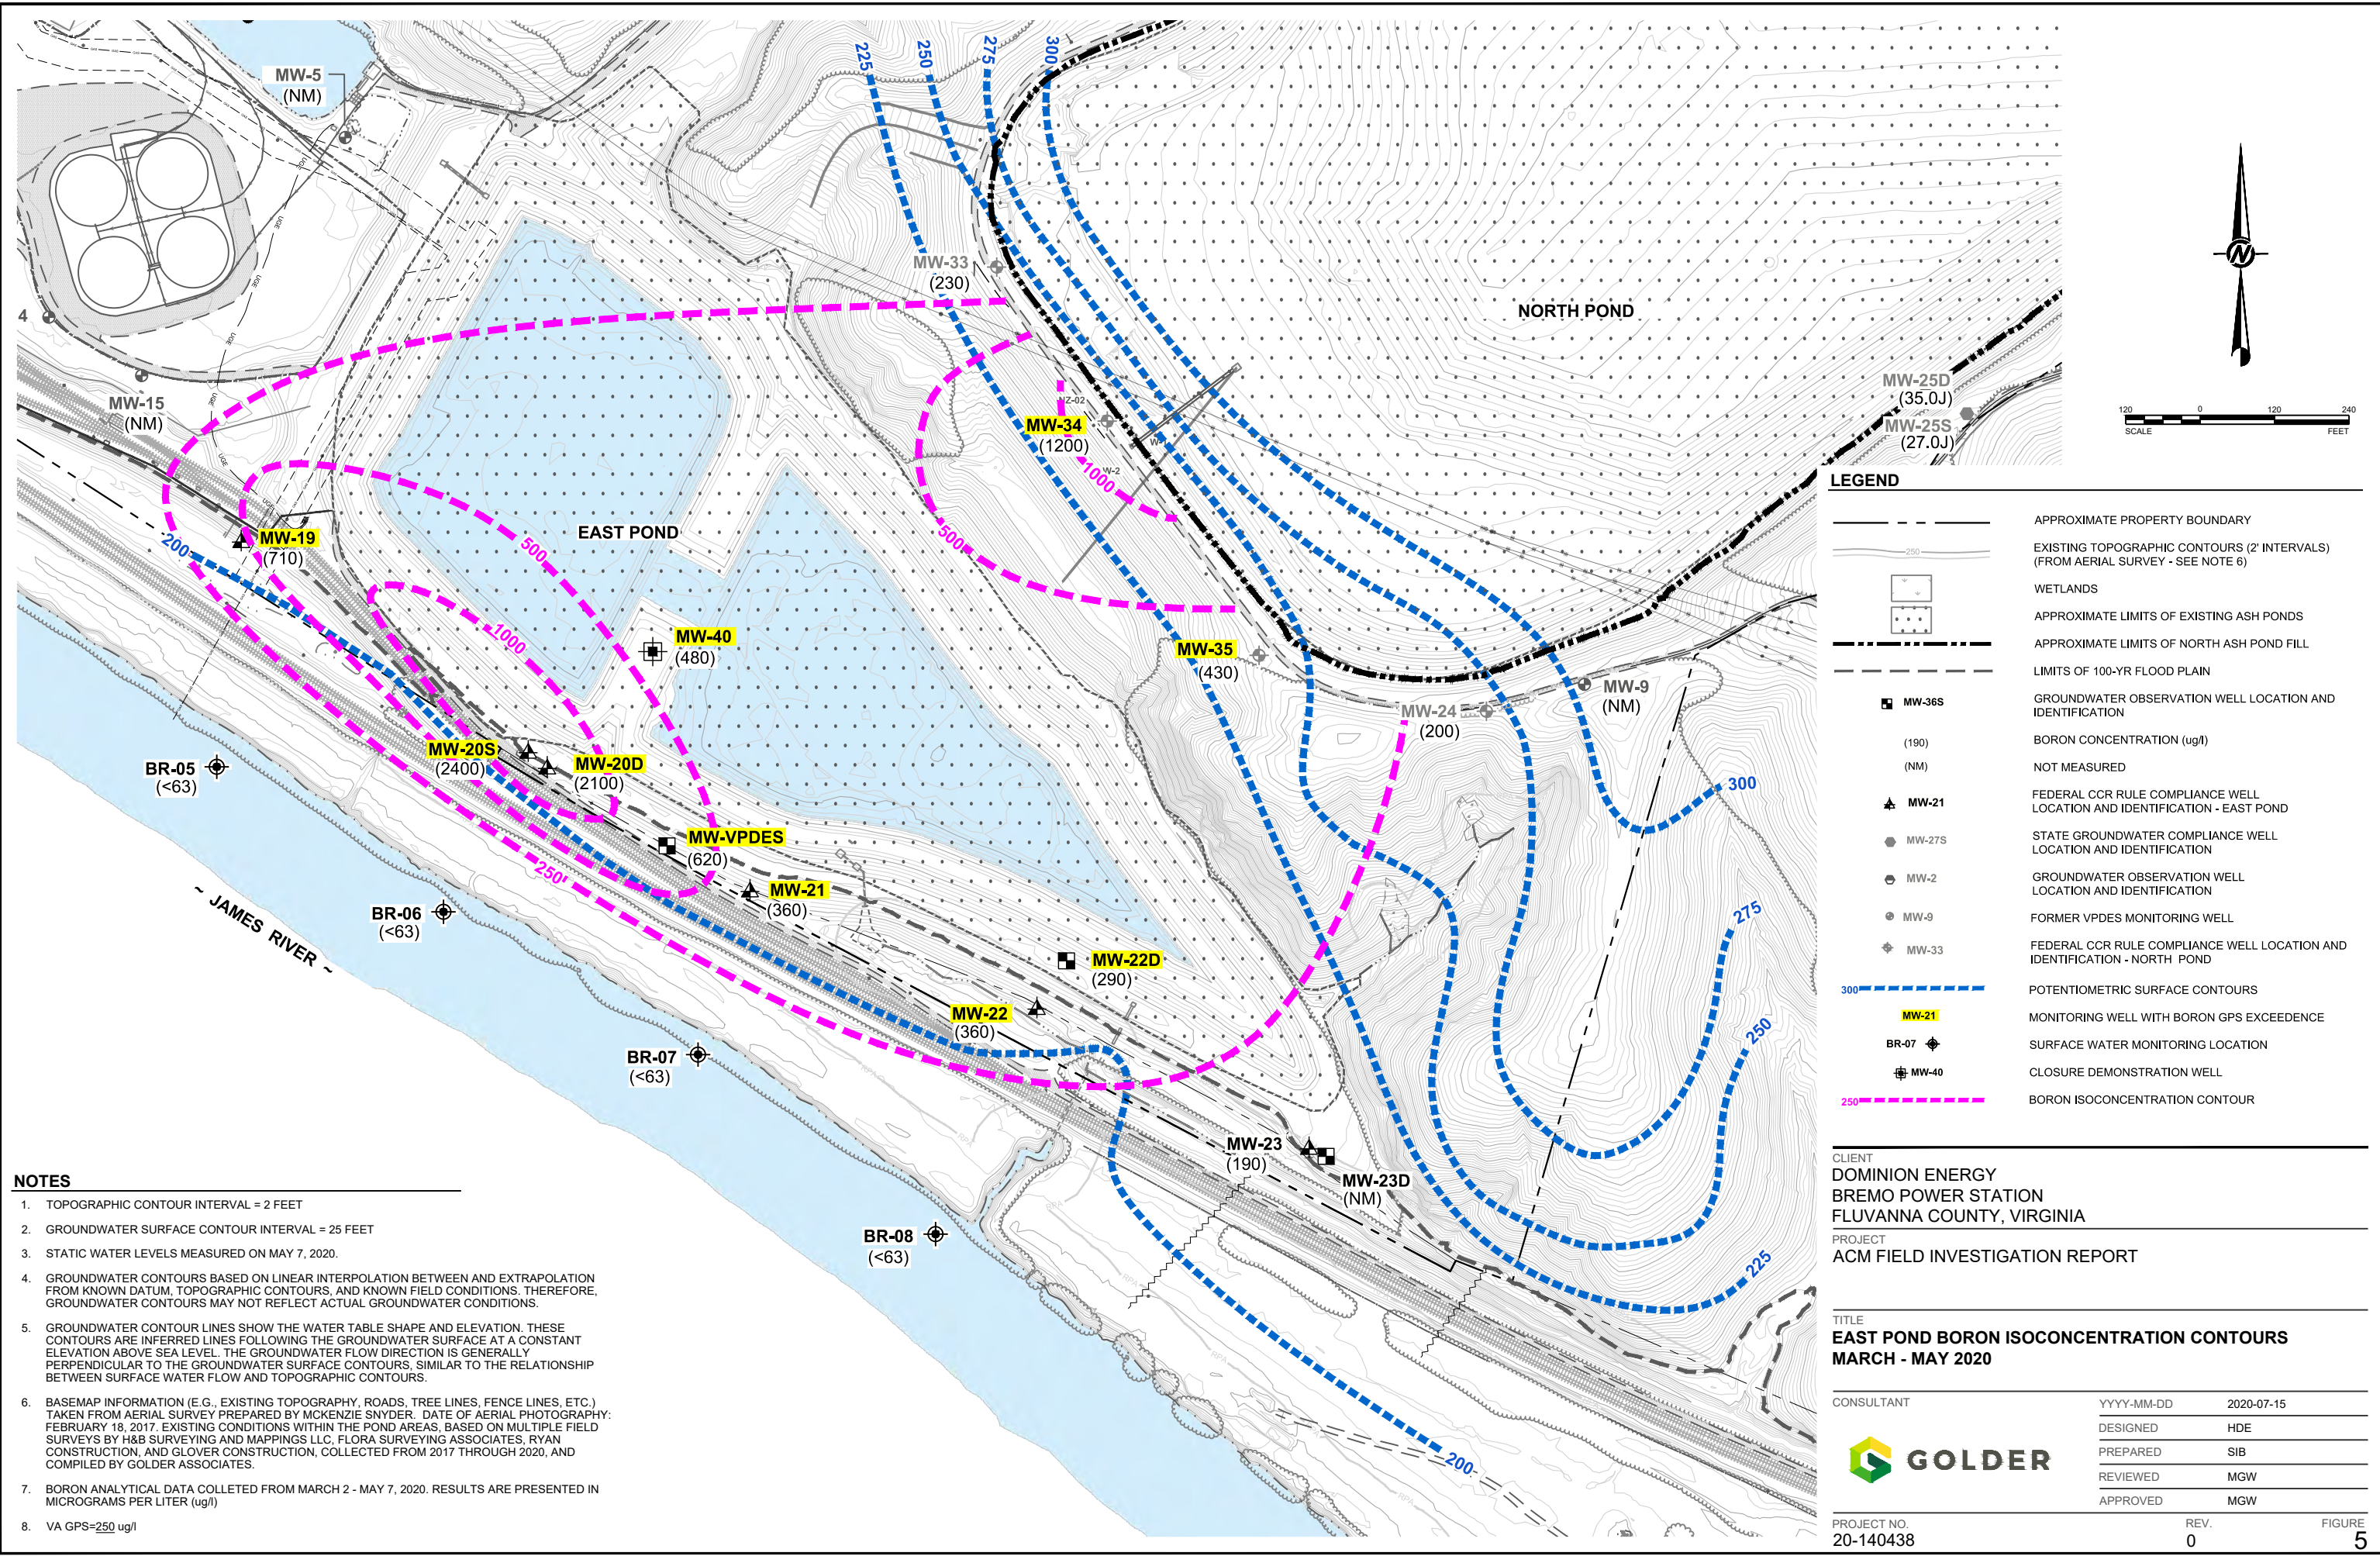 225
250
275
300
MW-5
(NM)
UGE
UGE
UGE
4
MW-33
(230)
NORTH POND
MW-15
(NM)
UGE
UGE
UGE
MW-34
(1200)
W-2
1000
MW-25D
(35.0J)
MW-25S
(27.0J)
120 0 120 240
SCALE FEET
EAST POND
500
500
200
MW-19
(710)
1000
MW-40
(480)
MW-35
(430)
MW-24
(200)
MW-9
(NM)
MW-20S
(2400)
MW-20D
(2100)
BR-05
(<63)
300
MW-VPDES
(620)
250
MW-21
(360)
~ JAMES RIVER ~
BR-06
(<63)
275
MW-22D
(290)
MW-22
(360)
250
BR-07
(<63)
RPA
RPA
MW-23
(190)
MW-23D
(NM)
BR-08
(<63)
RPA
RPA
225
RPA
200
RPA
RPA
N
LEGEND
APPROXIMATE PROPERTY BOUNDARY
250
EXISTING TOPOGRAPHIC CONTOURS (2' INTERVALS)
(FROM AERIAL SURVEY - SEE NOTE 6)
WETLANDS
APPROXIMATE LIMITS OF EXISTING ASH PONDS
APPROXIMATE LIMITS OF NORTH ASH POND FILL
LIMITS OF 100-YR FLOOD PLAIN
MW-36S GROUNDWATER OBSERVATION WELL LOCATION AND
IDENTIFICATION
(190) BORON CONCENTRATION (ug/l)
(NM) NOT MEASURED
MW-21 FEDERAL CCR RULE COMPLIANCE WELL
LOCATION AND IDENTIFICATION - EAST POND
MW-27S STATE GROUNDWATER COMPLIANCE WELL
LOCATION AND IDENTIFICATION
MW-2 GROUNDWATER OBSERVATION WELL
LOCATION AND IDENTIFICATION
MW-9 FORMER VPDES MONITORING WELL
MW-33 FEDERAL CCR RULE COMPLIANCE WELL LOCATION AND
IDENTIFICATION - NORTH POND
300 POTENTIOMETRIC SURFACE CONTOURS
MW-21 MONITORING WELL WITH BORON GPS EXCEEDENCE
BR-07 SURFACE WATER MONITORING LOCATION
MW-40 CLOSURE DEMONSTRATION WELL
250 BORON ISOCONCENTRATION CONTOUR
NOTES
1. TOPOGRAPHIC CONTOUR INTERVAL = 2 FEET
2. GROUNDWATER SURFACE CONTOUR INTERVAL = 25 FEET
3. STATIC WATER LEVELS MEASURED ON MAY 7, 2020.
4. GROUNDWATER CONTOURS BASED ON LINEAR INTERPOLATION BETWEEN AND EXTRAPOLATION
FROM KNOWN DATUM, TOPOGRAPHIC CONTOURS, AND KNOWN FIELD CONDITIONS. THEREFORE,
GROUNDWATER CONTOURS MAY NOT REFLECT ACTUAL GROUNDWATER CONDITIONS.
5. GROUNDWATER CONTOUR LINES SHOW THE WATER TABLE SHAPE AND ELEVATION. THESE
CONTOURS ARE INFERRED LINES FOLLOWING THE GROUNDWATER SURFACE AT A CONSTANT
ELEVATION ABOVE SEA LEVEL. THE GROUNDWATER FLOW DIRECTION IS GENERALLY
PERPENDICULAR TO THE GROUNDWATER SURFACE CONTOURS, SIMILAR TO THE RELATIONSHIP
BETWEEN SURFACE WATER FLOW AND TOPOGRAPHIC CONTOURS.
6. BASEMAP INFORMATION (E.G., EXISTING TOPOGRAPHY, ROADS, TREE LINES, FENCE LINES, ETC.)
TAKEN FROM AERIAL SURVEY PREPARED BY MCKENZIE SNYDER. DATE OF AERIAL PHOTOGRAPHY:
FEBRUARY 18, 2017. EXISTING CONDITIONS WITHIN THE POND AREAS, BASED ON MULTIPLE FIELD
SURVEYS BY H&B SURVEYING AND MAPPINGS LLC, FLORA SURVEYING ASSOCIATES, RYAN
CONSTRUCTION, AND GLOVER CONSTRUCTION, COLLECTED FROM 2017 THROUGH 2020, AND
COMPILED BY GOLDER ASSOCIATES.
7. BORON ANALYTICAL DATA COLLETED FROM MARCH 2 - MAY 7, 2020. RESULTS ARE PRESENTED IN
MICROGRAMS PER LITER (ug/l)
8. VA GPS=250 ug/l
CLIENT
DOMINION ENERGY
BREMO POWER STATION
FLUVANNA COUNTY, VIRGINIA
PROJECT
ACM FIELD INVESTIGATION REPORT
TITLE
EAST POND BORON ISOCONCENTRATION CONTOURS
MARCH - MAY 2020
CONSULTANT
GOLDER
YYYY-MM-DD 2020-07-15
DESIGNED HDE
PREPARED SIB
REVIEWED MGW
APPROVED MGW
PROJECT NO. REV. FIGURE
20-140438 0 5